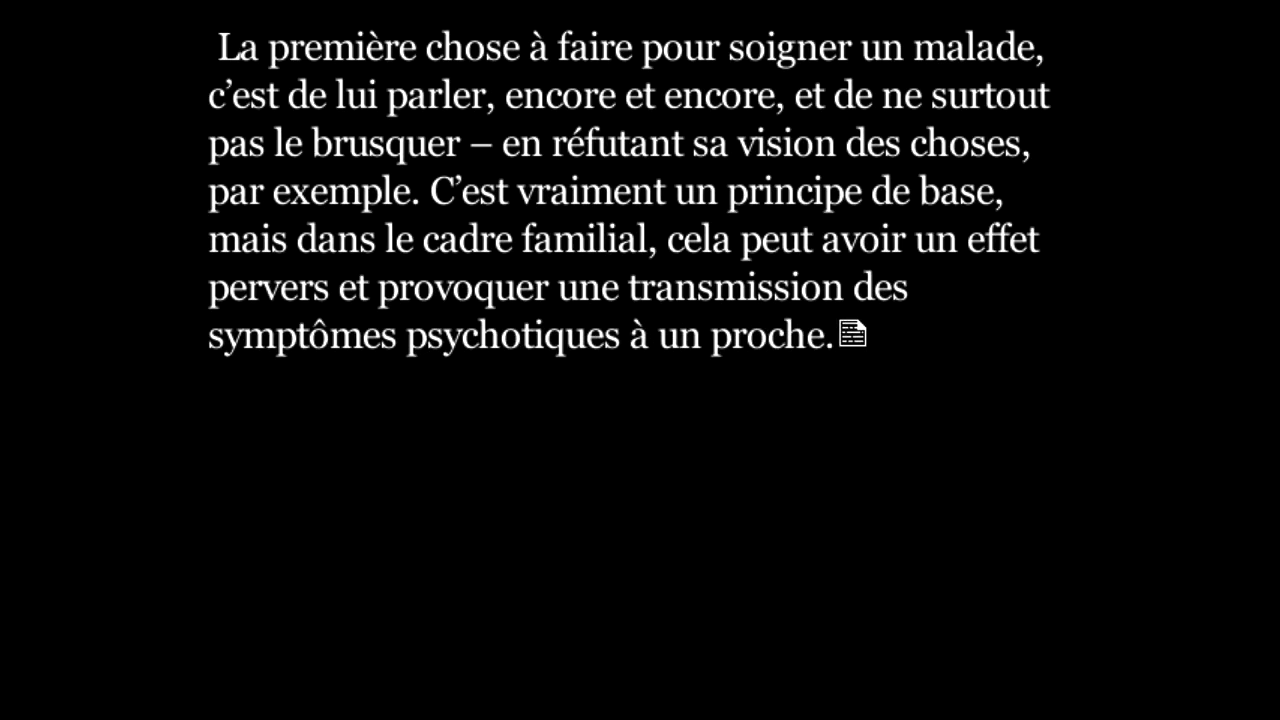 La première chose à faire pour soigner un malade,
c’est de lui parler, encore et encore, et de ne surtout
pas le brusquer – en réfutant sa vision des choses,
par exemple. C’est vraiment un principe de base,
mais dans le cadre familial, cela peut avoir un effet
pervers et provoquer une transmission des
symptômes psychotiques à un proche.